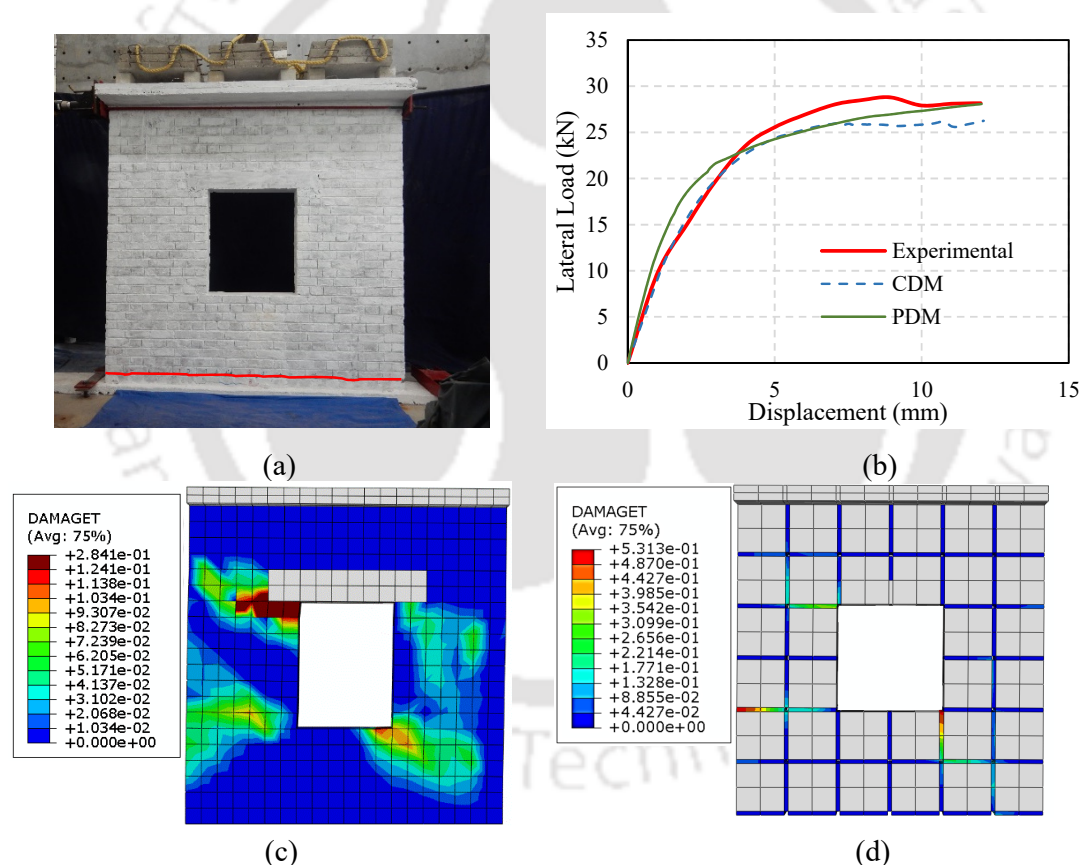 35
30
25
20
15
10
5
0
Lateral Load (kN)
Experimental
CDM
PDM
0 5 10 15
Displacement (mm)
(a) (b)
DAMAGET
(Avg: 75%)
+2.841e-01
+1.241e-01
+1.138e-01
+1.034e-01
+9.307e-02
+8.273e-02
+7.239e-02
+6.205e-02
+5.171e-02
+4.137e-02
+3.102e-02
+2.068e-02
+1.034e-02
+0.000e+00
DAMAGET
(Avg: 75%)
+5.313e-01
+4.870e-01
+4.427e-01
+3.985e-01
+3.542e-01
+3.099e-01
+2.656e-01
+2.214e-01
+1.771e-01
+1.328e-01
+8.855e-02
+4.427e-02
+0.000e+00
(c) (d)